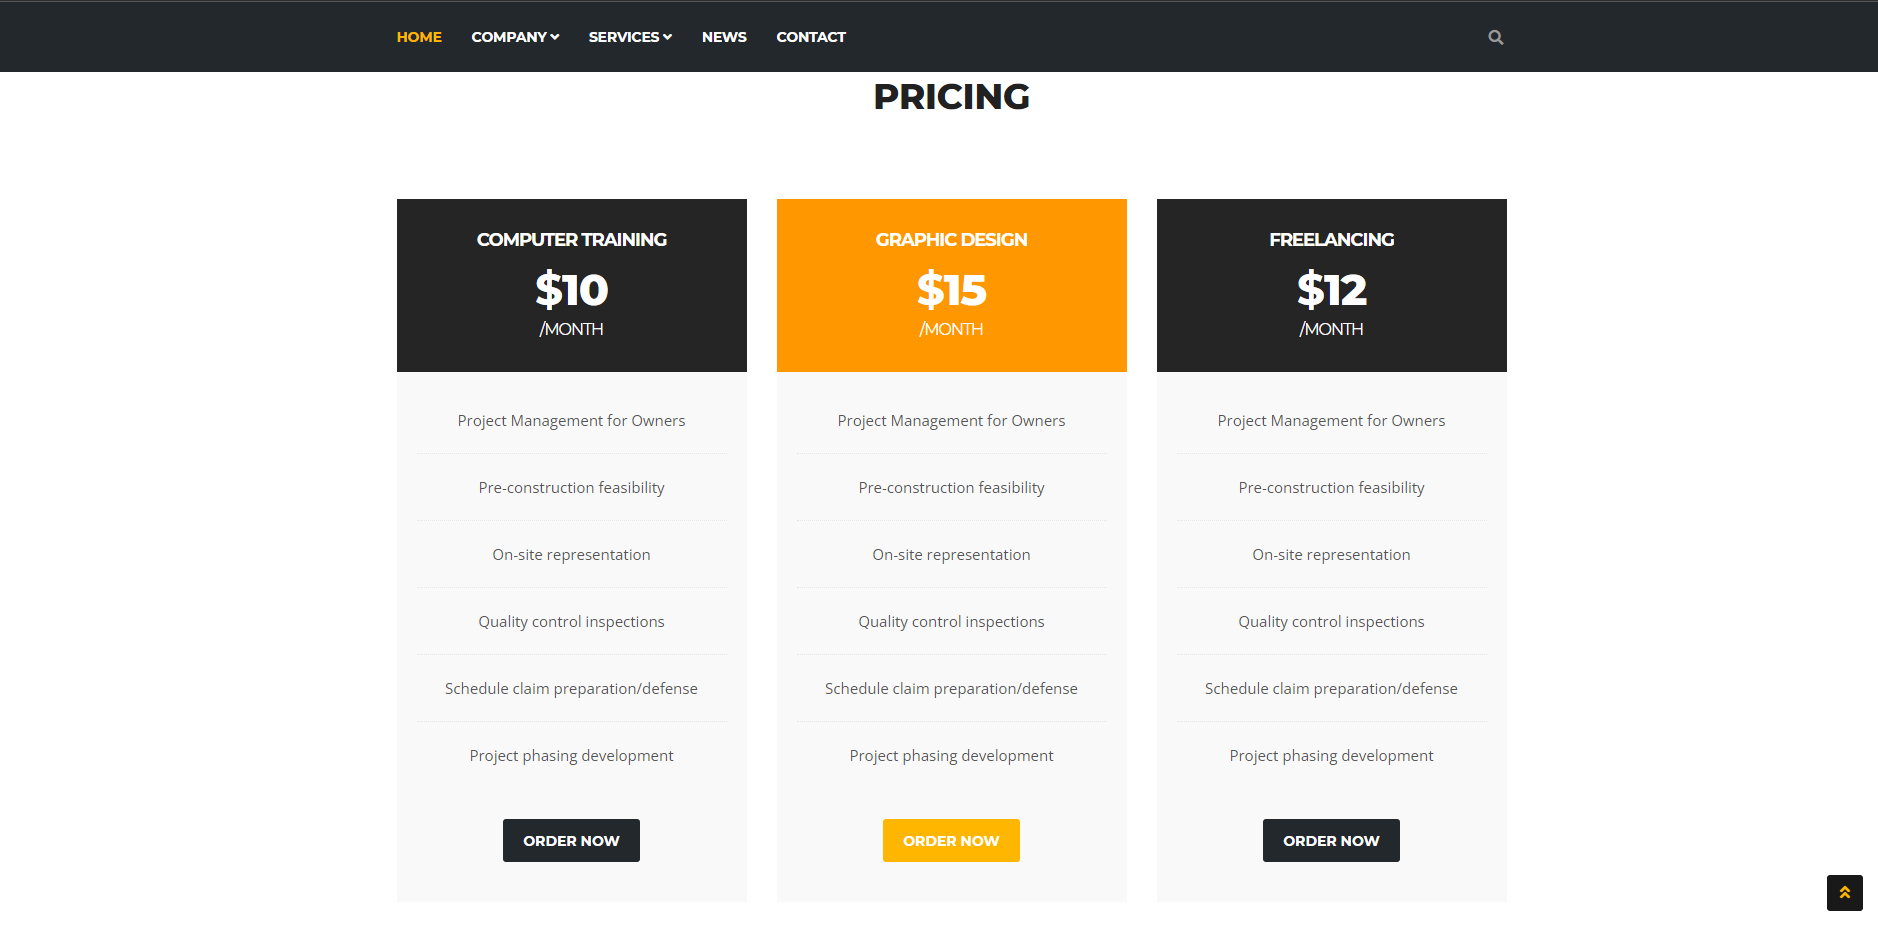 HOME COMPANY SERVICES NEWS CONTACT
PRICING
COMPUTER TRAINING
$10
/MONTH
Project Management for Owners
Pre-construction feasibility
On-site representation
Quality control inspections
Schedule claim preparation/defense
Project phasing development
ORDER NOW
GRAPHIC DESIGN
$15
/MONTH
Project Management for Owners
Pre-construction feasibility
On-site representation
Quality control inspections
Schedule claim preparation/defense
Project phasing development
ORDER NOW
FREELANCING
$12
/MONTH
Project Management for Owners
Pre-construction feasibility
On-site representation
Quality control inspections
Schedule claim preparation/defense
Project phasing development
ORDER NOW